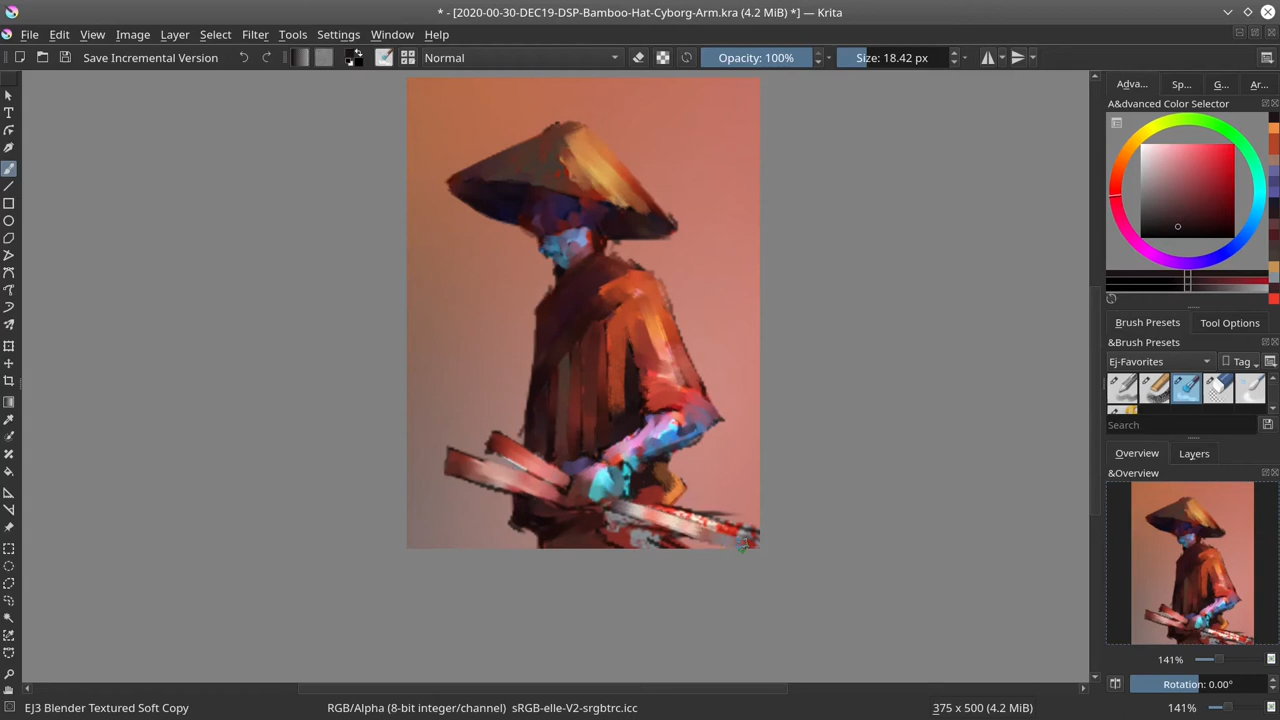 * - [2020-00-30-DEC19-DSP-Bamboo-Hat-Cyborg-Arm.kra (4.2 MiB) *] — Krita
File Edit View Image Layer Select Filter Tools Settings Window Help
Save Incremental Version Normal Opacity: 100% Size: 18.42 px
Adva... Sp... G... Ar...
A&dvanced Color Selector
Brush Presets Tool Options
&Brush Presets
Ej-Favorites Tag
Search
Overview Layers
&Overview
141%
Rotation: 0.00°
EJ3 Blender Textured Soft Copy RGB/Alpha (8-bit integer/channel) sRGB-elle-V2-srgbtrc.icc 375 x 500 (4.2 MiB) 141%